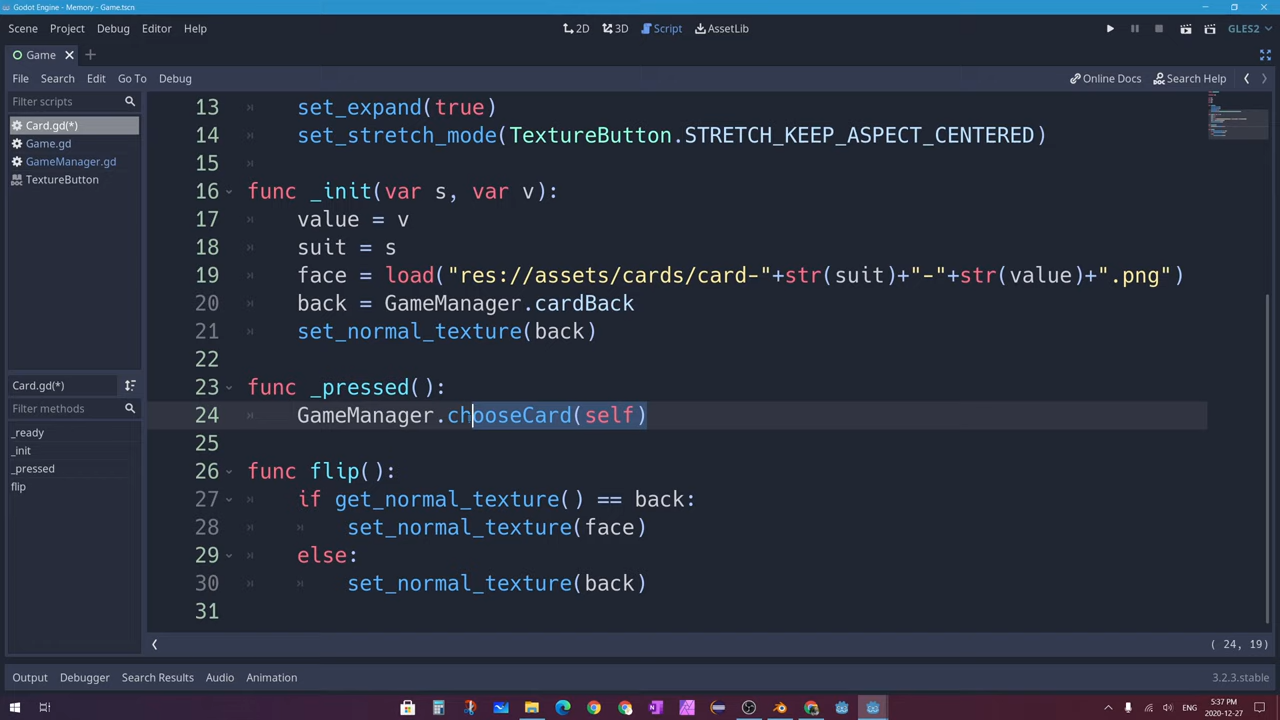 Godot Engine - Memory - Game.tscn
Scene Project Debug Editor Help
2D 3D Script AssetLib
GLES2
Game
File Search Edit Go To Debug
Online Docs Search Help
Filter scripts
Card.gd(*)
Game.gd
GameManager.gd
TextureButton
Card.gd(*)
Filter methods
_ready
_init
_pressed
flip
13 set_expand(true)
14 set_stretch_mode(TextureButton.STRETCH_KEEP_ASPECT_CENTERED)
15
16 func _init(var s, var v):
17 value = v
18 suit = s
19 face = load("res://assets/cards/card-"+str(suit)+"-"+str(value)+".png")
20 back = GameManager.cardBack
21 set_normal_texture(back)
22
23 func _pressed():
24 GameManager.chooseCard(self)
25
26 func flip():
27 if get_normal_texture() == back:
28 set_normal_texture(face)
29 else:
30 set_normal_texture(back)
31
( 24, 19)
Output Debugger Search Results Audio Animation
3.2.3.stable
ENG
5:37 PM
2020-12-27